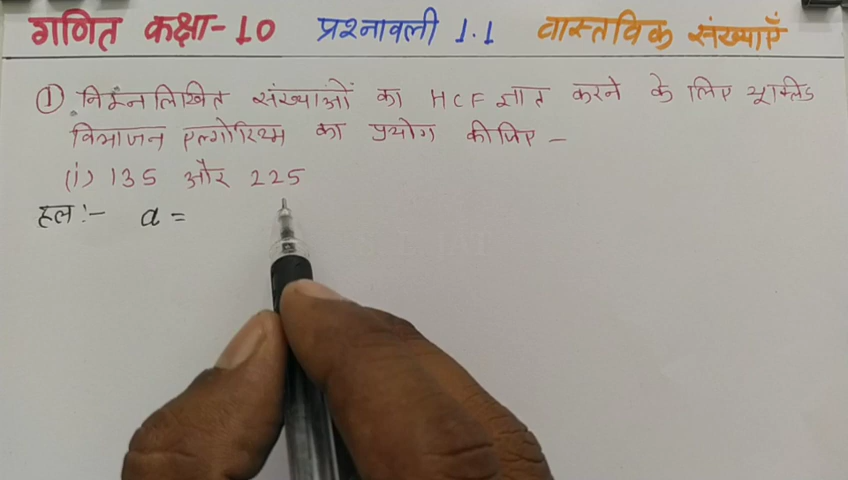 गणित कक्षा-10 प्रश्नावली 1.1 वास्तविक संख्याएँ
① निम्नलिखित संख्याओं का HCF ज्ञात करने के लिए यूक्लिड
विभाजन एल्गोरिथ्म का प्रयोग कीजिए -
(i) 135 और 225
हल :- a =